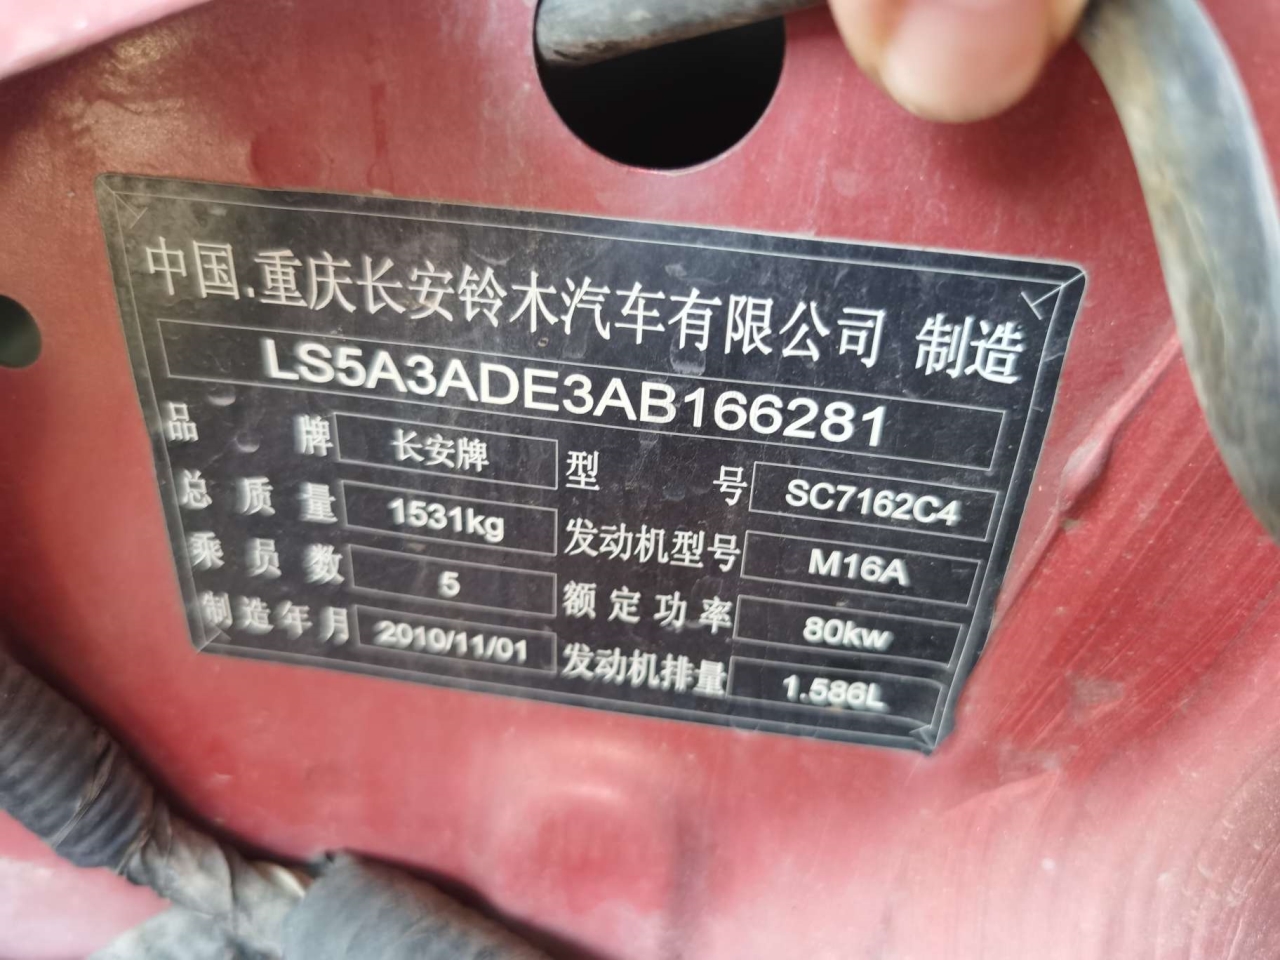 中国.重庆长安铃木汽车有限公司 制造
LS5A3ADE3AB166281
品牌 长安牌 型号 SC7162C4
总质量 1531kg 发动机型号 M16A
乘员数 5 额定功率 80kw
制造年月 2010/11/01 发动机排量 1.586L